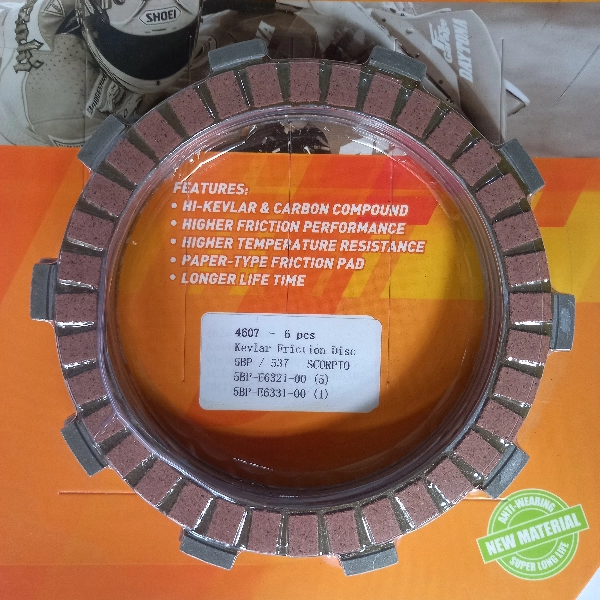 SHOEI
DAYTONA
FEATURES:
• HI-KEVLAR & CARBON COMPOUND
• HIGHER FRICTION PERFORMANCE
• HIGHER TEMPERATURE RESISTANCE
• PAPER-TYPE FRICTION PAD
• LONGER LIFE TIME
4607 - 6 pcs
Kevlar Friction Disc
5BP / 537 SCORPIO
5BP-E6321-00 (5)
5BP-E6331-00 (1)
ANTI-WEARING
NEW MATERIAL
SUPER LONG LIFE